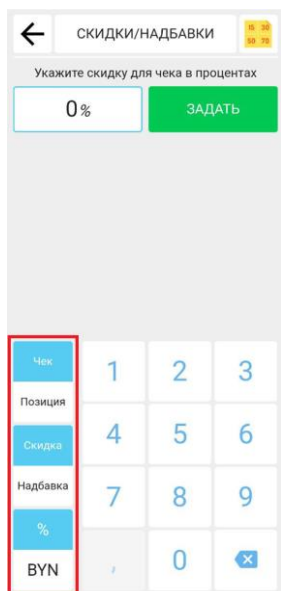 СКИДКИ/НАДБАВКИ
15 30
50 70
Укажите скидку для чека в процентах
0 %
ЗАДАТЬ
Чек
1 2 3
Позиция
Скидка
4 5 6
Надбавка
7 8 9
%
BYN
, 0